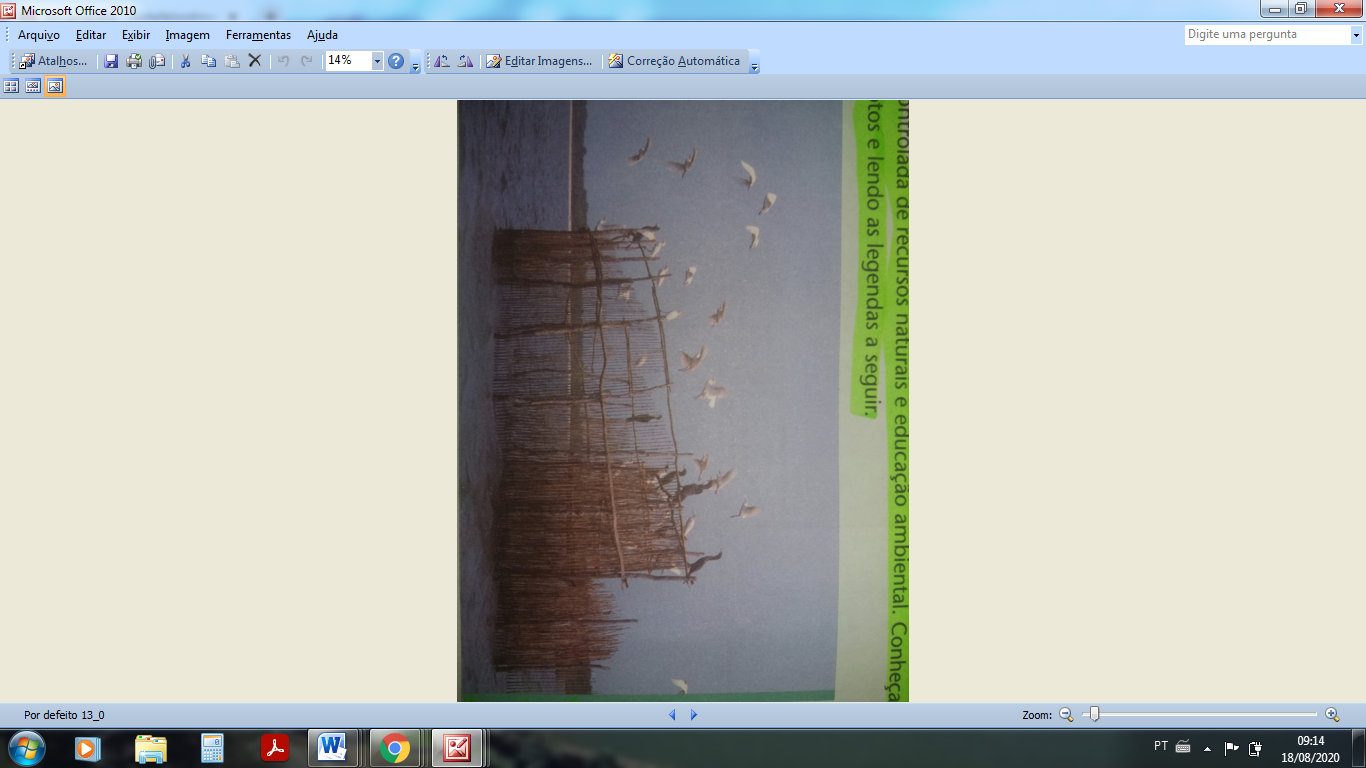 Microsoft Office 2010
Arquivo Editar Exibir Imagem Ferramentas Ajuda
Digite uma pergunta
Atalhos... 14% Editar Imagens... Correção Automática
ontrolada de recursos naturais e educação ambiental. Conheça
tos e lendo as legendas a seguir.
Por defeito 13_0
Zoom:
PT
09:14
18/08/2020